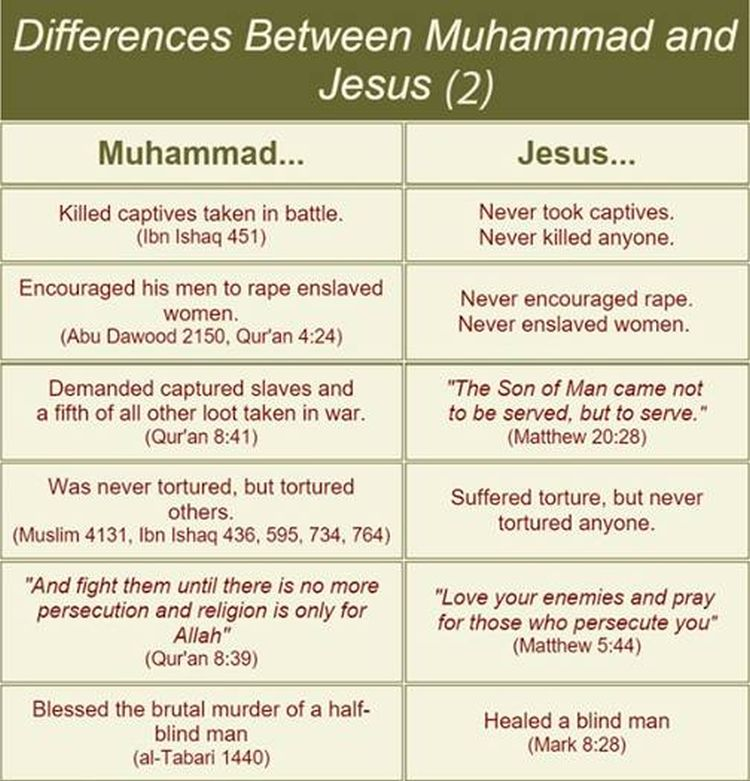 Differences Between Muhammad and
Jesus (2)
Muhammad...
Jesus...
Killed captives taken in battle.
(Ibn Ishaq 451)
Never took captives.
Never killed anyone.
Encouraged his men to rape enslaved
women.
(Abu Dawood 2150, Qur'an 4:24)
Never encouraged rape.
Never enslaved women.
Demanded captured slaves and
a fifth of all other loot taken in war.
(Qur'an 8:41)
"The Son of Man came not
to be served, but to serve."
(Matthew 20:28)
Was never tortured, but tortured
others.
(Muslim 4131, Ibn Ishaq 436, 595, 734, 764)
Suffered torture, but never
tortured anyone.
"And fight them until there is no more
persecution and religion is only for
Allah"
(Qur'an 8:39)
"Love your enemies and pray
for those who persecute you"
(Matthew 5:44)
Blessed the brutal murder of a half-
blind man
(al-Tabari 1440)
Healed a blind man
(Mark 8:28)